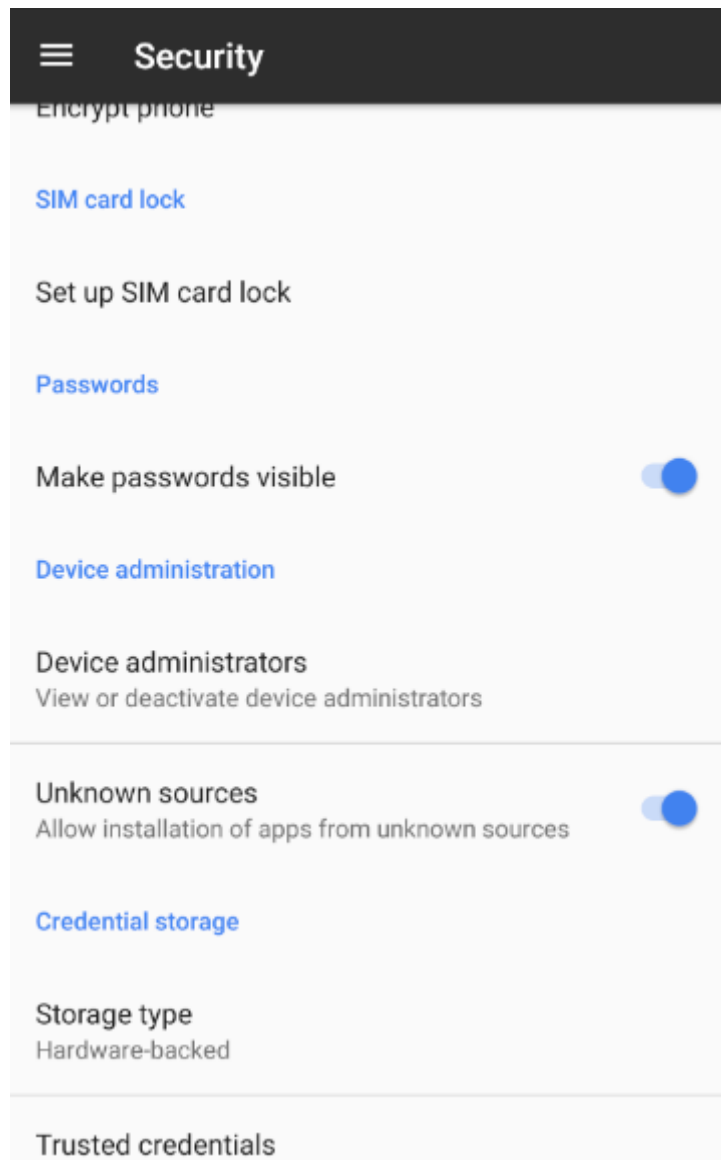 Security
Encrypt phone
SIM card lock
Set up SIM card lock
Passwords
Make passwords visible
Device administration
Device administrators
View or deactivate device administrators
Unknown sources
Allow installation of apps from unknown sources
Credential storage
Storage type
Hardware-backed
Trusted credentials